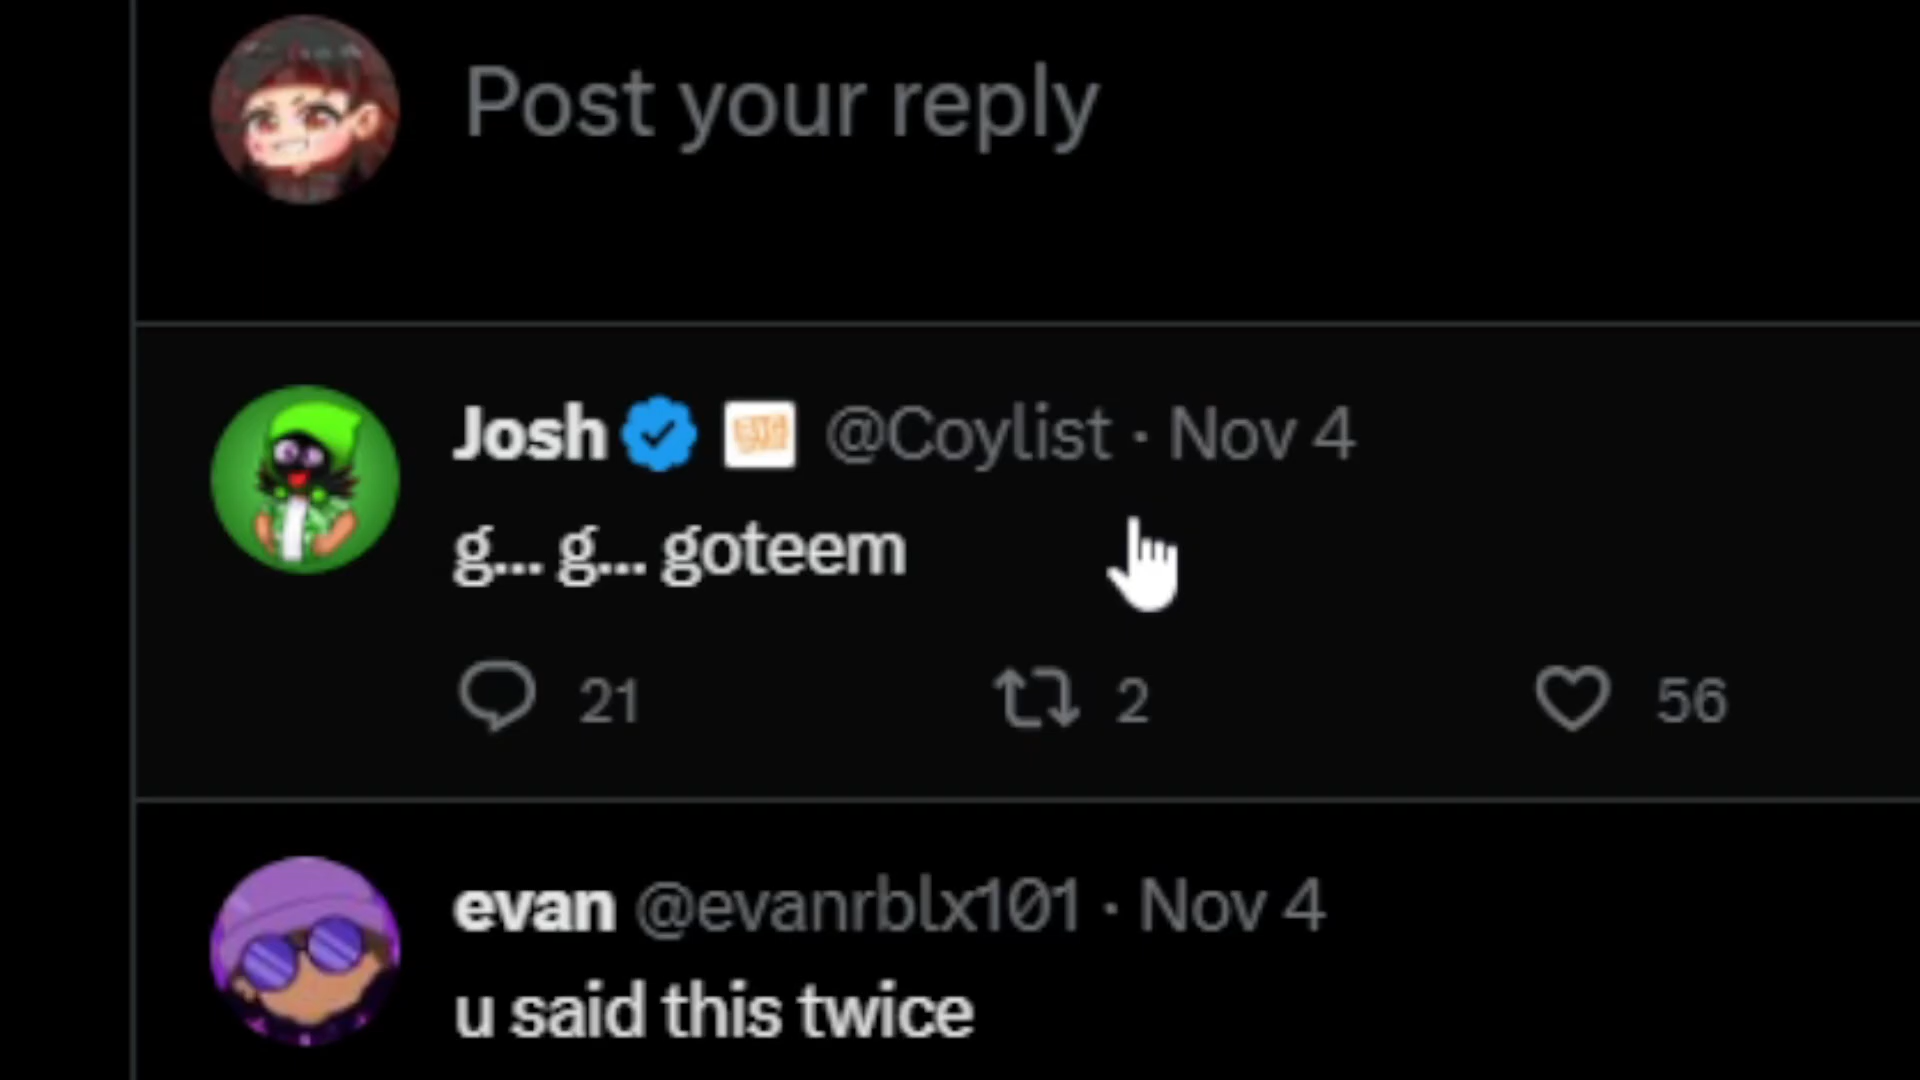 Post your reply
Josh @Coylist · Nov 4
g... g... goteem
21 2 56
evan @evanrblx101 · Nov 4
u said this twice